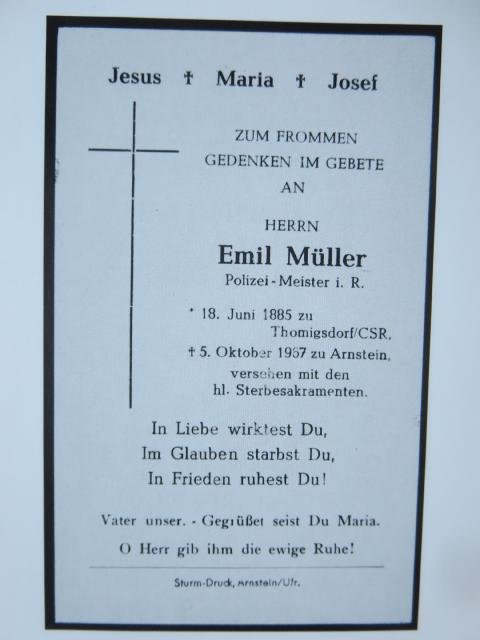 Jesus ✝ Maria ✝ Josef
ZUM FROMMEN
GEDENKEN IM GEBETE
AN
HERRN
Emil Müller
Polizei-Meister i. R.
* 18. Juni 1885 zu
Thomigsdorf/CSR,
✝ 5. Oktober 1967 zu Arnstein,
versehen mit den
hl. Sterbesakramenten.
In Liebe wirktest Du,
Im Glauben starbst Du,
In Frieden ruhest Du!
Vater unser. - Gegrüßet seist Du Maria.
O Herr gib ihm die ewige Ruhe!
Sturm-Druck, Arnstein/Ufr.